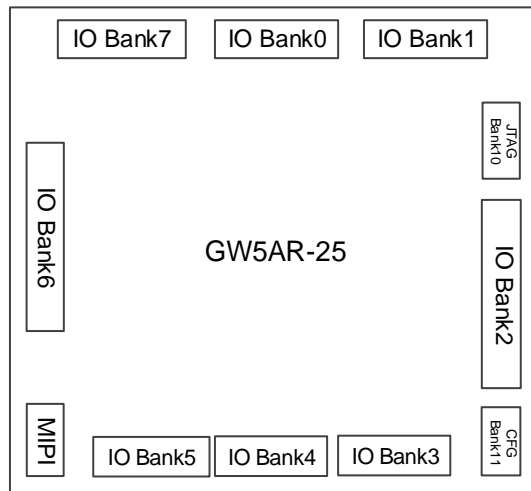 IO Bank7
IO Bank0
IO Bank1
JTAG
Bank10
IO Bank6
GW5AR-25
IO Bank2
MIPI
IO Bank5
IO Bank4
IO Bank3
CFG
Bank11